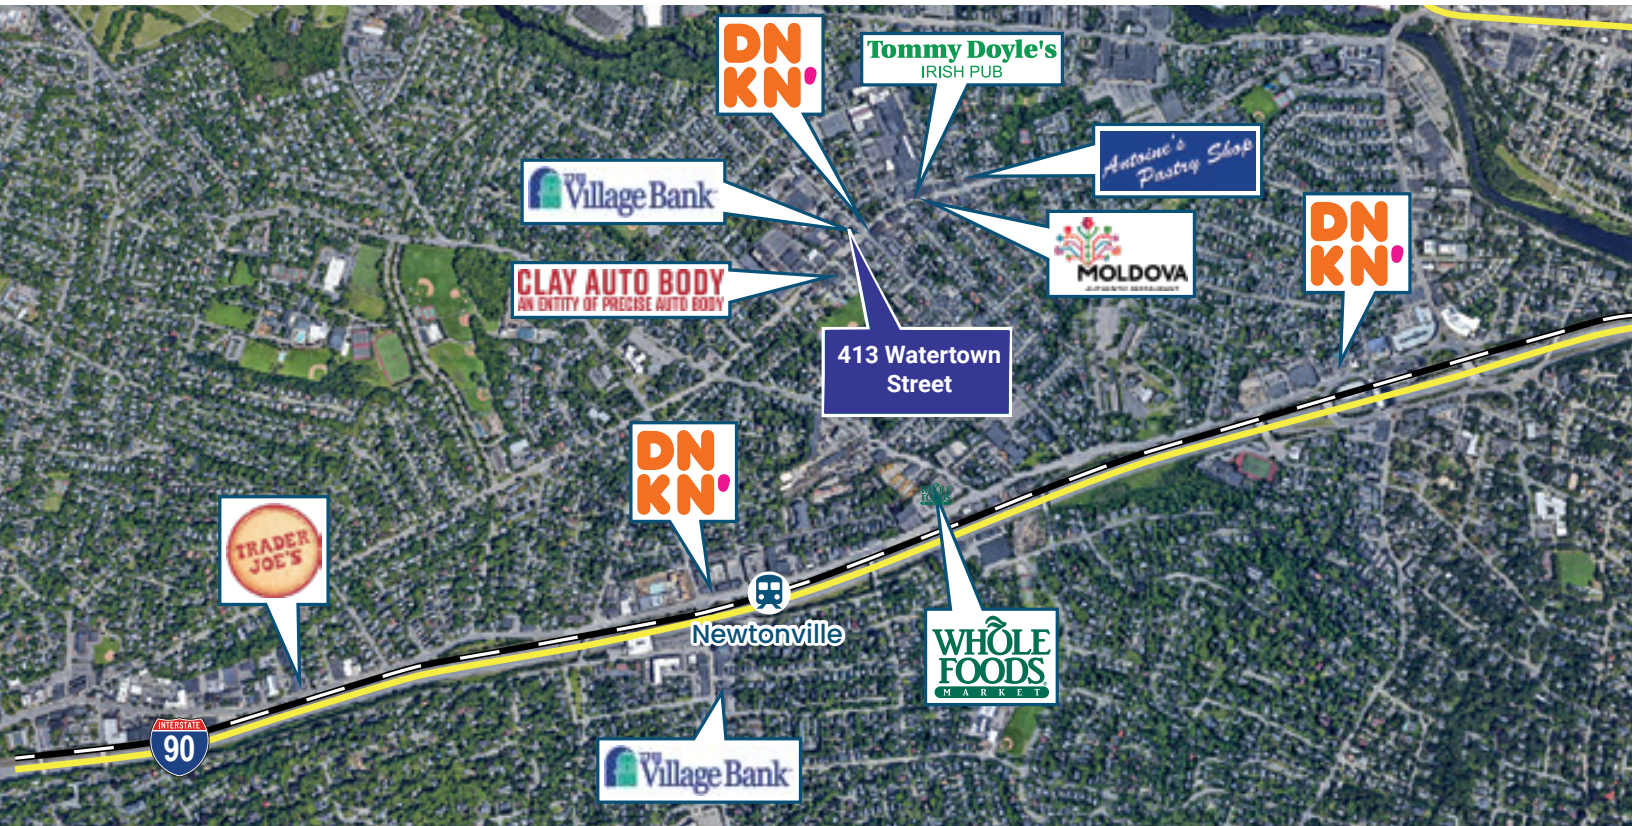 DN
KN'
Tommy Doyle's
IRISH PUB
Antoine's
Pastry Shop
THE
Village Bank
MOLDOVA
AUTHENTIC RESTAURANT
DN
KN'
CLAY AUTO BODY
AN ENTITY OF PRECISE AUTO BODY
413 Watertown
Street
DN
KN'
TRADER
JOE'S
Newtonville
WHOLE
FOODS
MARKET
INTERSTATE
90
THE
Village Bank